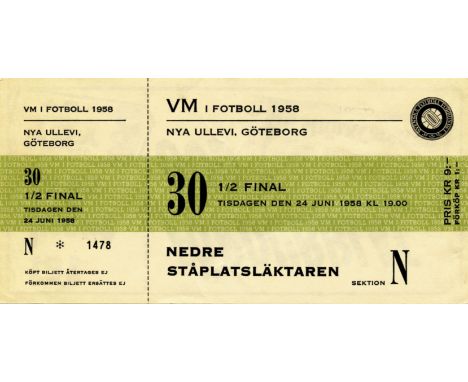 VM I FOTBOLL 1958
NYA ULLEVI,
GÖTEBORG
30
1/2 FINAL
TISDAGEN DEN
24 JUNI 1958
N * 1478
KÖPT BILJETT ÅTERTAGES EJ
FÖRKOMMEN BILJETT ERSÄTTES EJ
VM I FOTBOLL 1958
NYA ULLEVI, GÖTEBORG
30
1/2 FINAL
TISDAGEN DEN 24 JUNI 1958 KL 19.00
PRIS KR 9:-
FÖRKÖP KR 1:-
NEDRE
STÅPLATSLÄKTAREN
SEKTION N